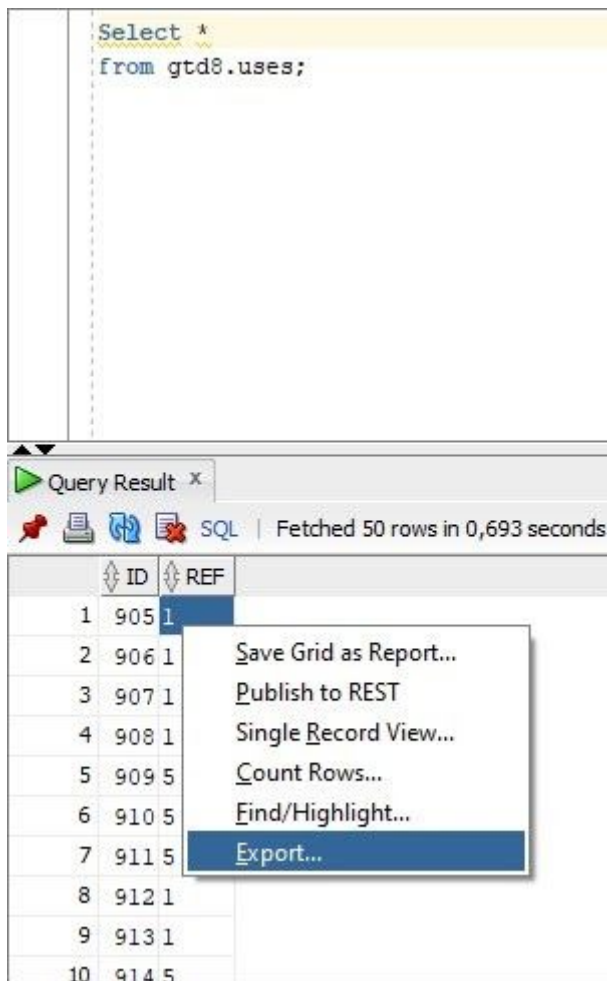 Select *
from gtd8.uses;
Query Result x
SQL | Fetched 50 rows in 0,693 seconds
ID REF
1 905 1
2 906 1
3 907 1
4 908 1
5 909 5
6 910 5
7 911 5
8 912 1
9 913 1
10 914 5
Save Grid as Report...
Publish to REST
Single Record View...
Count Rows...
Find/Highlight...
Export...